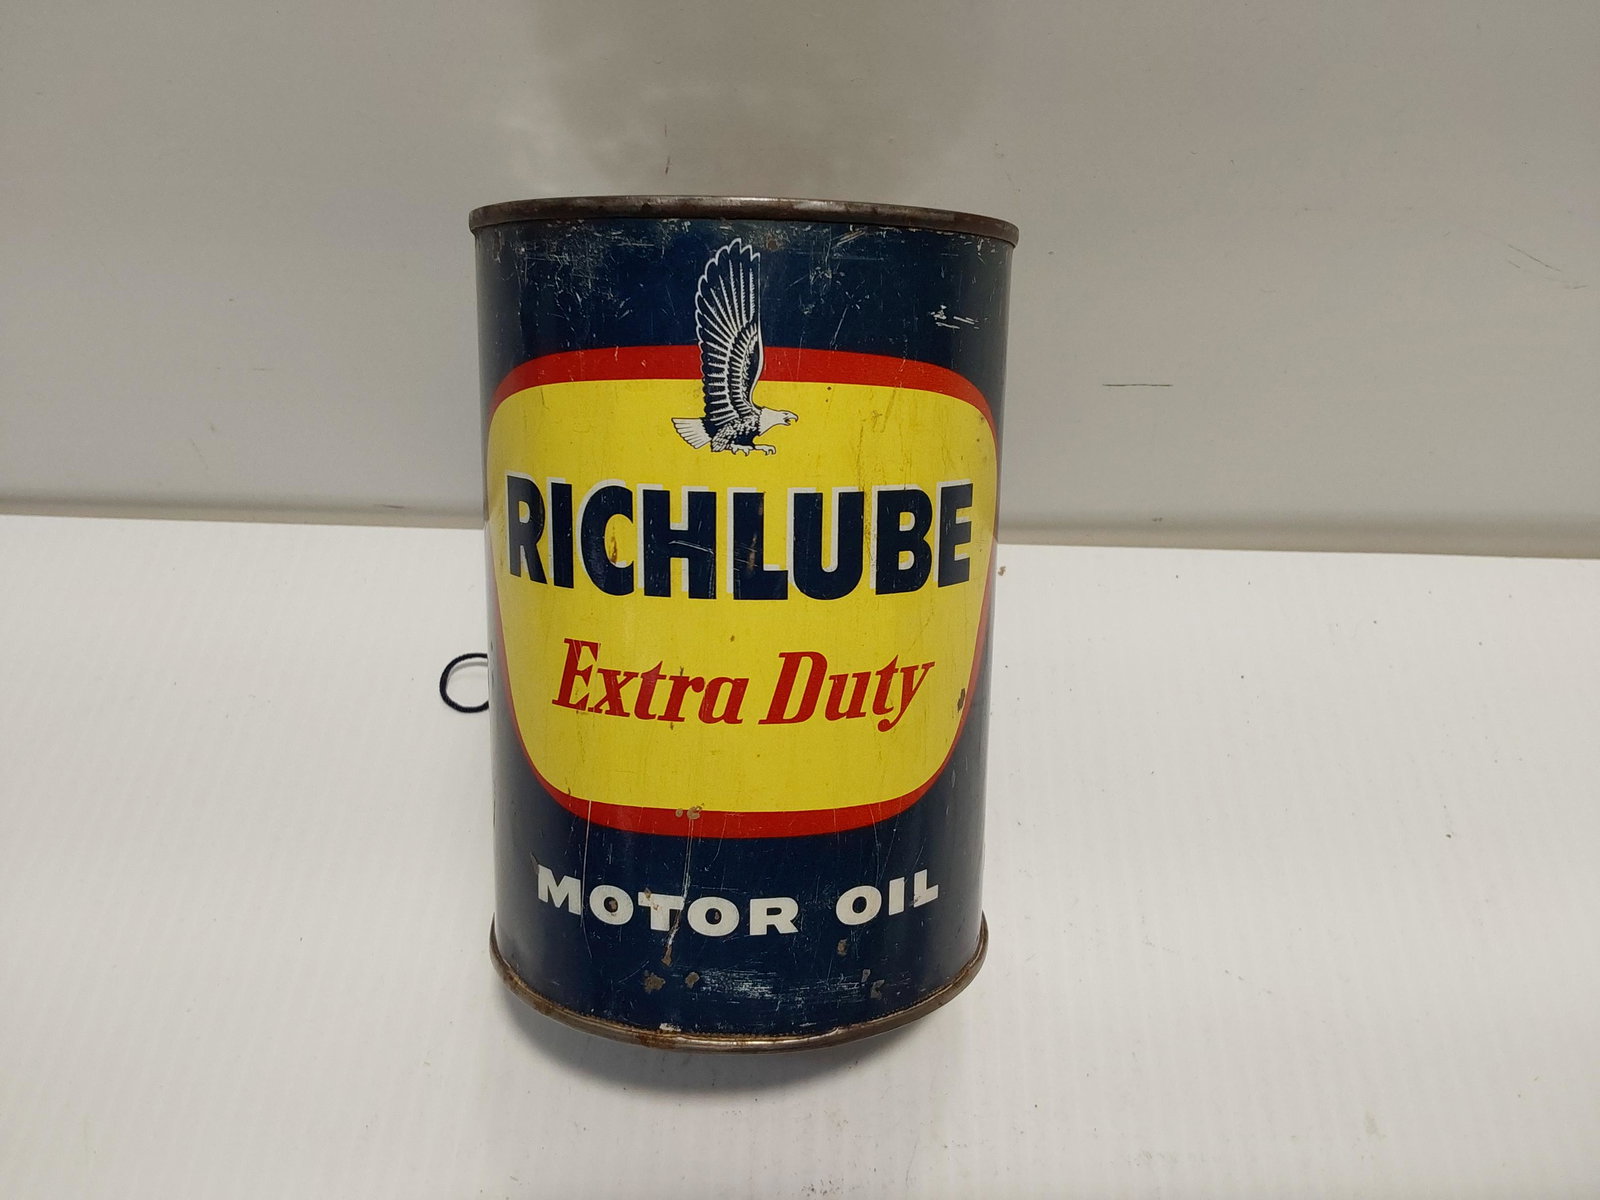 RICHLUBE
Extra Duty
MOTOR OIL